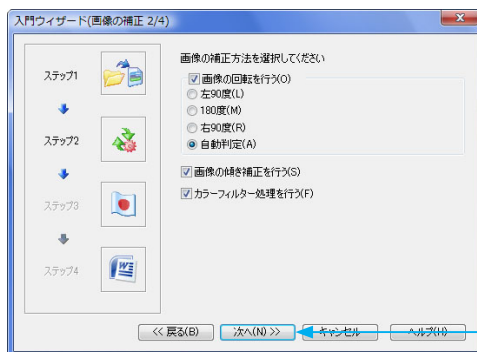 入門ウィザード(画像の補正 2/4)
ステップ1
ステップ2
ステップ3
ステップ4
画像の補正方法を選択してください
画像の回転を行う(O)
左90度(L)
180度(M)
右90度(R)
自動判定(A)
画像の傾き補正を行う(S)
カラーフィルター処理を行う(F)
<< 戻る(B) 次へ(N) >> キャンセル ヘルプ(H)